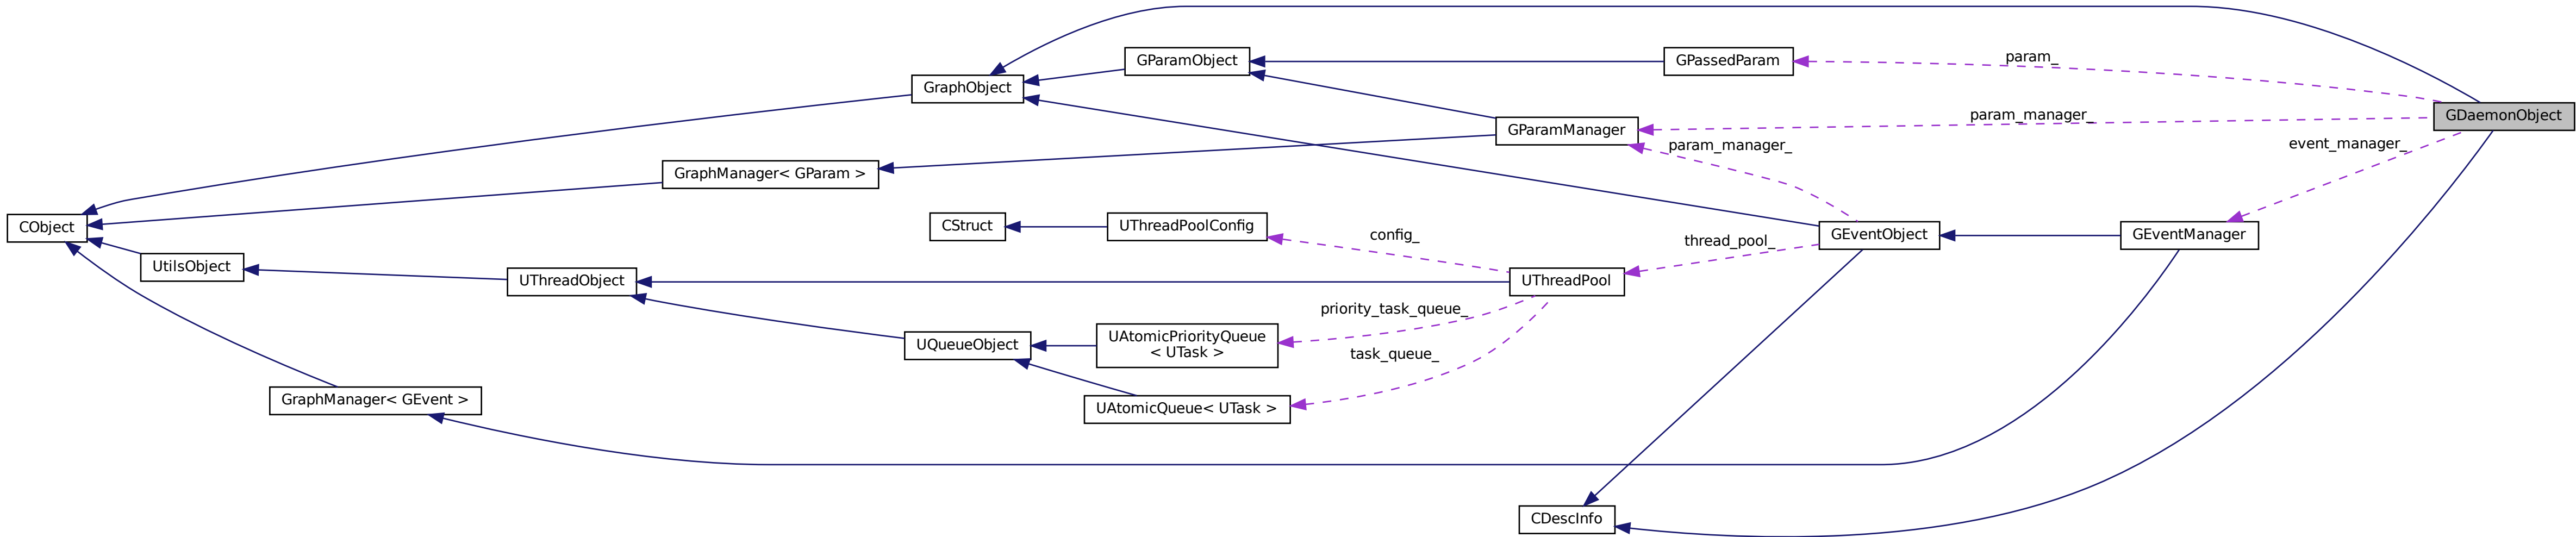 param_
GParamObject
GPassedParam
GraphObject
GDaemonObject
param_manager_
GParamManager
param_manager_
event_manager_
GraphManager< GParam >
CObject
CStruct
UThreadPoolConfig
config_
thread_pool_
GEventObject
GEventManager
UtilsObject
UThreadObject
UThreadPool
priority_task_queue_
UQueueObject
UAtomicPriorityQueue
< UTask >
task_queue_
GraphManager< GEvent >
UAtomicQueue< UTask >
CDescInfo